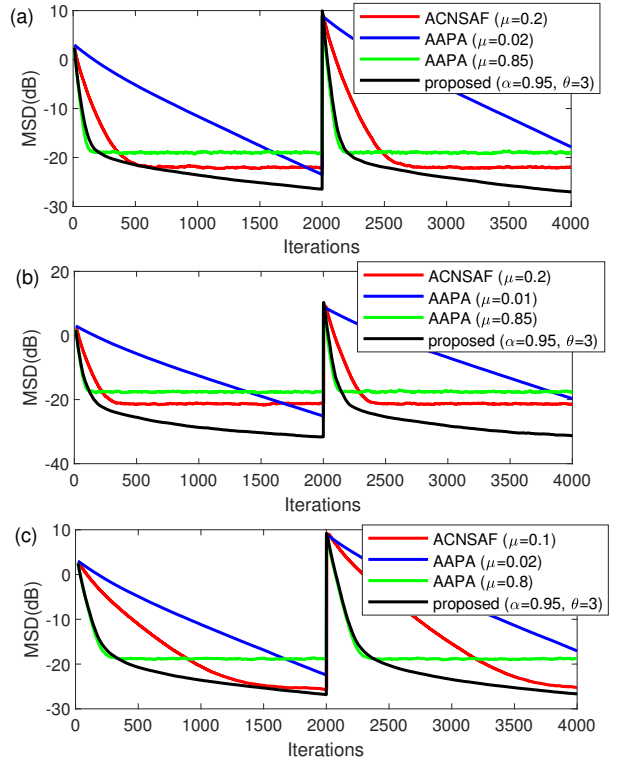 (a)
10
0
-10
-20
-30
MSD(dB)
0 500 1000 1500 2000 2500 3000 3500 4000
Iterations
ACNSAF (μ=0.2)
AAPA (μ=0.02)
AAPA (μ=0.85)
proposed (α=0.95, θ=3)
(b)
20
0
-20
-40
MSD(dB)
0 500 1000 1500 2000 2500 3000 3500 4000
Iterations
ACNSAF (μ=0.2)
AAPA (μ=0.01)
AAPA (μ=0.85)
proposed (α=0.95, θ=3)
(c)
10
0
-10
-20
-30
MSD(dB)
0 500 1000 1500 2000 2500 3000 3500 4000
Iterations
ACNSAF (μ=0.1)
AAPA (μ=0.02)
AAPA (μ=0.8)
proposed (α=0.95, θ=3)